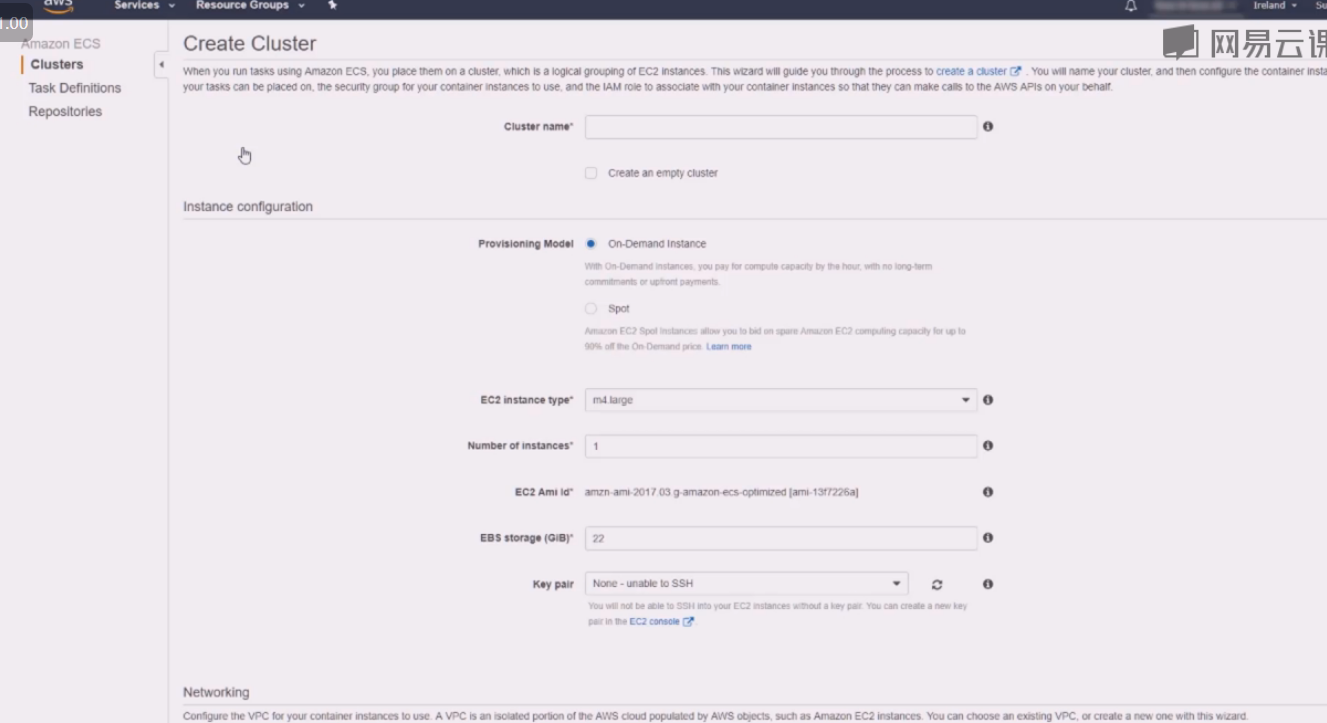 aws
Services
Resource Groups
Ireland
1.00
网易云课
Amazon ECS
Clusters
Task Definitions
Repositories
Create Cluster
When you run tasks using Amazon ECS, you place them on a cluster, which is a logical grouping of EC2 instances. This wizard will guide you through the process to create a cluster . You will name your cluster, and then configure the container insta
your tasks can be placed on, the security group for your container instances to use, and the IAM role to associate with your container instances so that they can make calls to the AWS APIs on your behalf.
Cluster name*
Create an empty cluster
Instance configuration
Provisioning Model
On-Demand Instance
With On-Demand Instances, you pay for compute capacity by the hour, with no long-term
commitments or upfront payments.
Spot
Amazon EC2 Spot Instances allow you to bid on spare Amazon EC2 computing capacity for up to
90% off the On-Demand price. Learn more
EC2 instance type* m4.large
Number of instances* 1
EC2 Ami Id* amzn-ami-2017.03.g-amazon-ecs-optimized [ami-13f7226a]
EBS storage (GiB)* 22
Key pair None - unable to SSH
You will not be able to SSH into your EC2 instances without a key pair. You can create a new key
pair in the EC2 console
Networking
Configure the VPC for your container instances to use. A VPC is an isolated portion of the AWS cloud populated by AWS objects, such as Amazon EC2 instances. You can choose an existing VPC, or create a new one with this wizard.